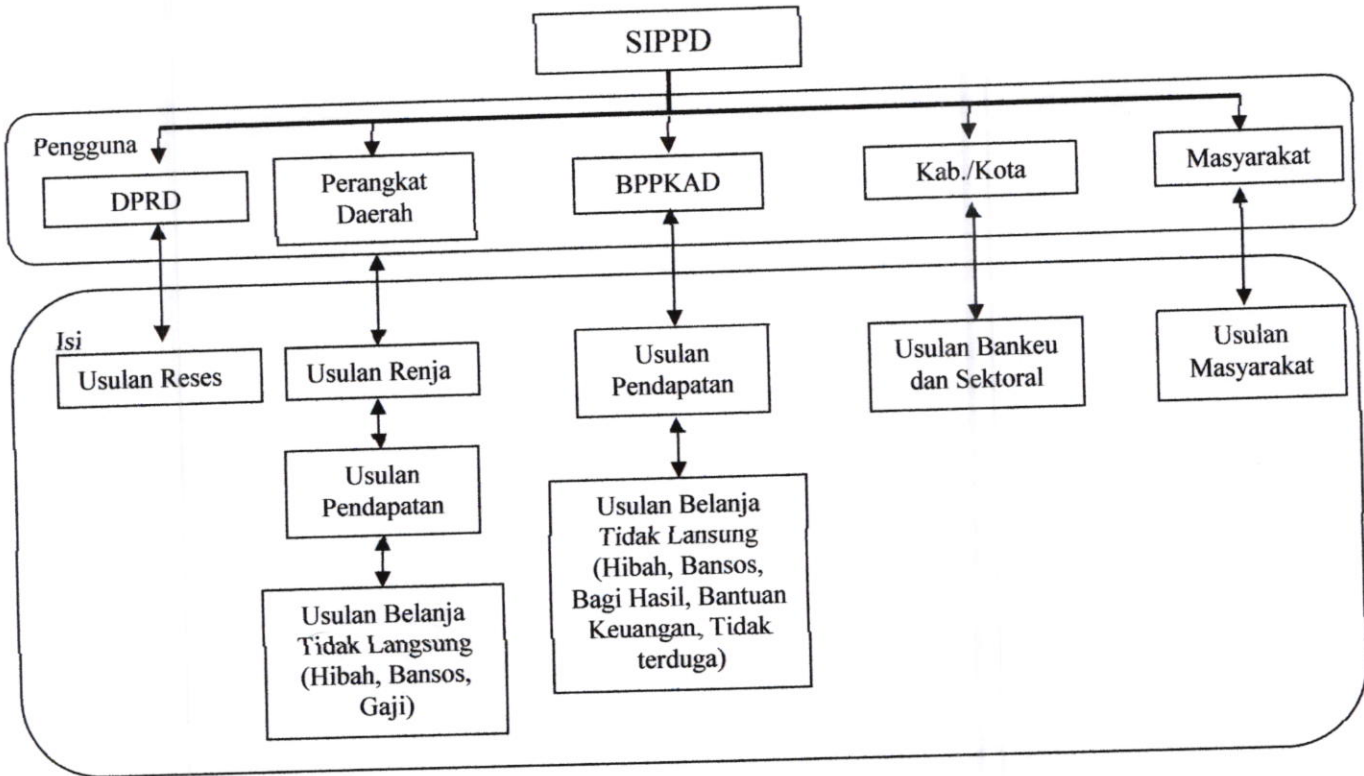 SIPPD
Pengguna
DPRD
Perangkat
Daerah
BPPKAD
Kab./Kota
Masyarakat
Isi
Usulan Reses
Usulan Renja
Usulan
Pendapatan
Usulan Belanja
Tidak Langsung
(Hibah, Bansos,
Gaji)
Usulan
Pendapatan
Usulan Belanja
Tidak Lansung
(Hibah, Bansos,
Bagi Hasil, Bantuan
Keuangan, Tidak
terduga)
Usulan Bankeu
dan Sektoral
Usulan
Masyarakat